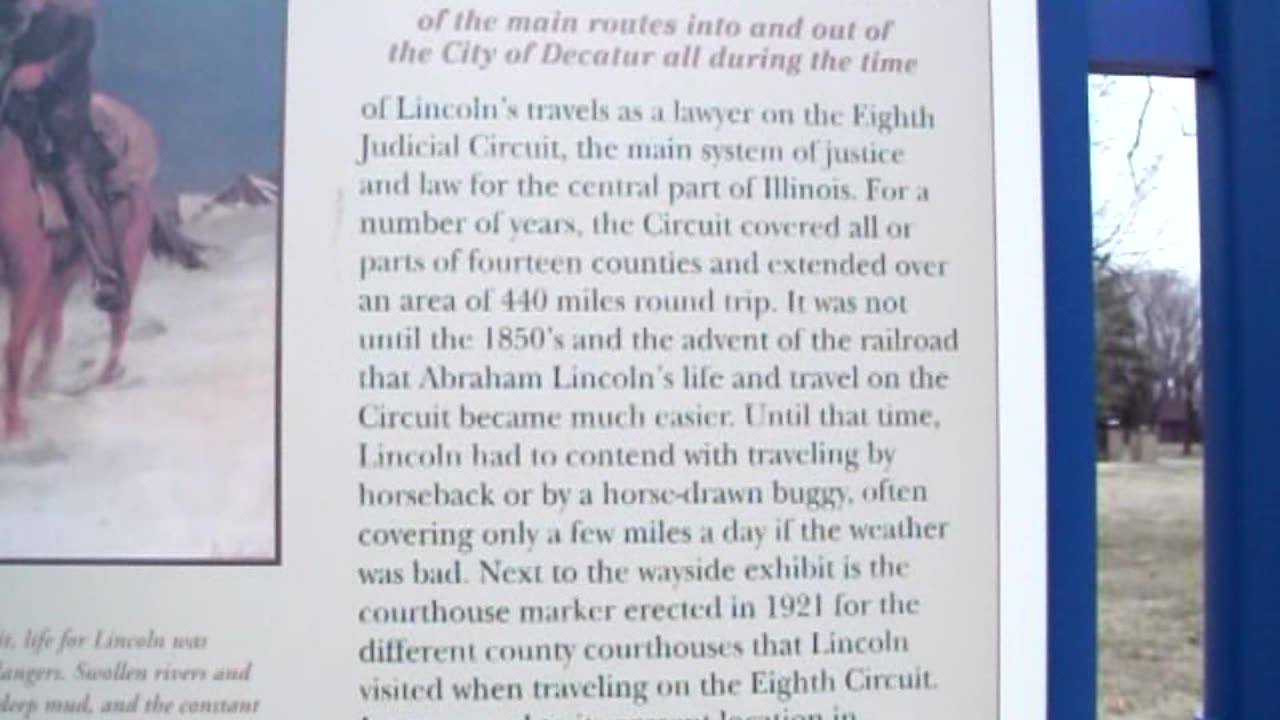 of the main routes into and out of
the City of Decatur all during the time
of Lincoln's travels as a lawyer on the Eighth
Judicial Circuit, the main system of justice
and law for the central part of Illinois. For a
number of years, the Circuit covered all or
parts of fourteen counties and extended over
an area of 440 miles round trip. It was not
until the 1850's and the advent of the railroad
that Abraham Lincoln's life and travel on the
Circuit became much easier. Until that time,
Lincoln had to contend with traveling by
horseback or by a horse-drawn buggy, often
covering only a few miles a day if the weather
was bad. Next to the wayside exhibit is the
courthouse marker erected in 1921 for the
different county courthouses that Lincoln
visited when traveling on the Eighth Circuit.
location in
life for Lincoln was
Swollen rivers and
deep mud, and the constant